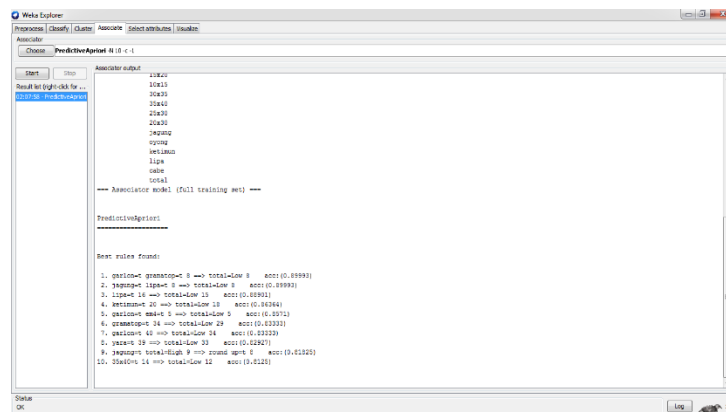 Weka Explorer
Preprocess Classify Cluster Associate Select attributes Visualize
Associator
Choose PredictiveApriori -N 10 -c -1
Start Stop
Associator output
Result list (right-click for ...
02:07:58 - PredictiveApriori
15x20
10x15
30x35
35x40
25x30
20x30
jagung
oyong
ketimun
lipa
cabe
total
=== Associator model (full training set) ===
PredictiveApriori
===================
Best rules found:
1. garlon=t gramatop=t 8 ==> total=Low 8 acc:(0.89993)
2. jagung=t lipa=t 8 ==> total=Low 8 acc:(0.89993)
3. lipa=t 16 ==> total=Low 15 acc:(0.88901)
4. ketimun=t 20 ==> total=Low 18 acc:(0.86364)
5. garlon=t em4=t 5 ==> total=Low 5 acc:(0.8571)
6. gramatop=t 34 ==> total=Low 29 acc:(0.83333)
7. garlon=t 40 ==> total=Low 34 acc:(0.83333)
8. yara=t 39 ==> total=Low 33 acc:(0.82927)
9. jagung=t total=High 9 ==> round up=t 8 acc:(0.81825)
10. 35x40=t 14 ==> total=Low 12 acc:(0.8125)
Status
OK
Log